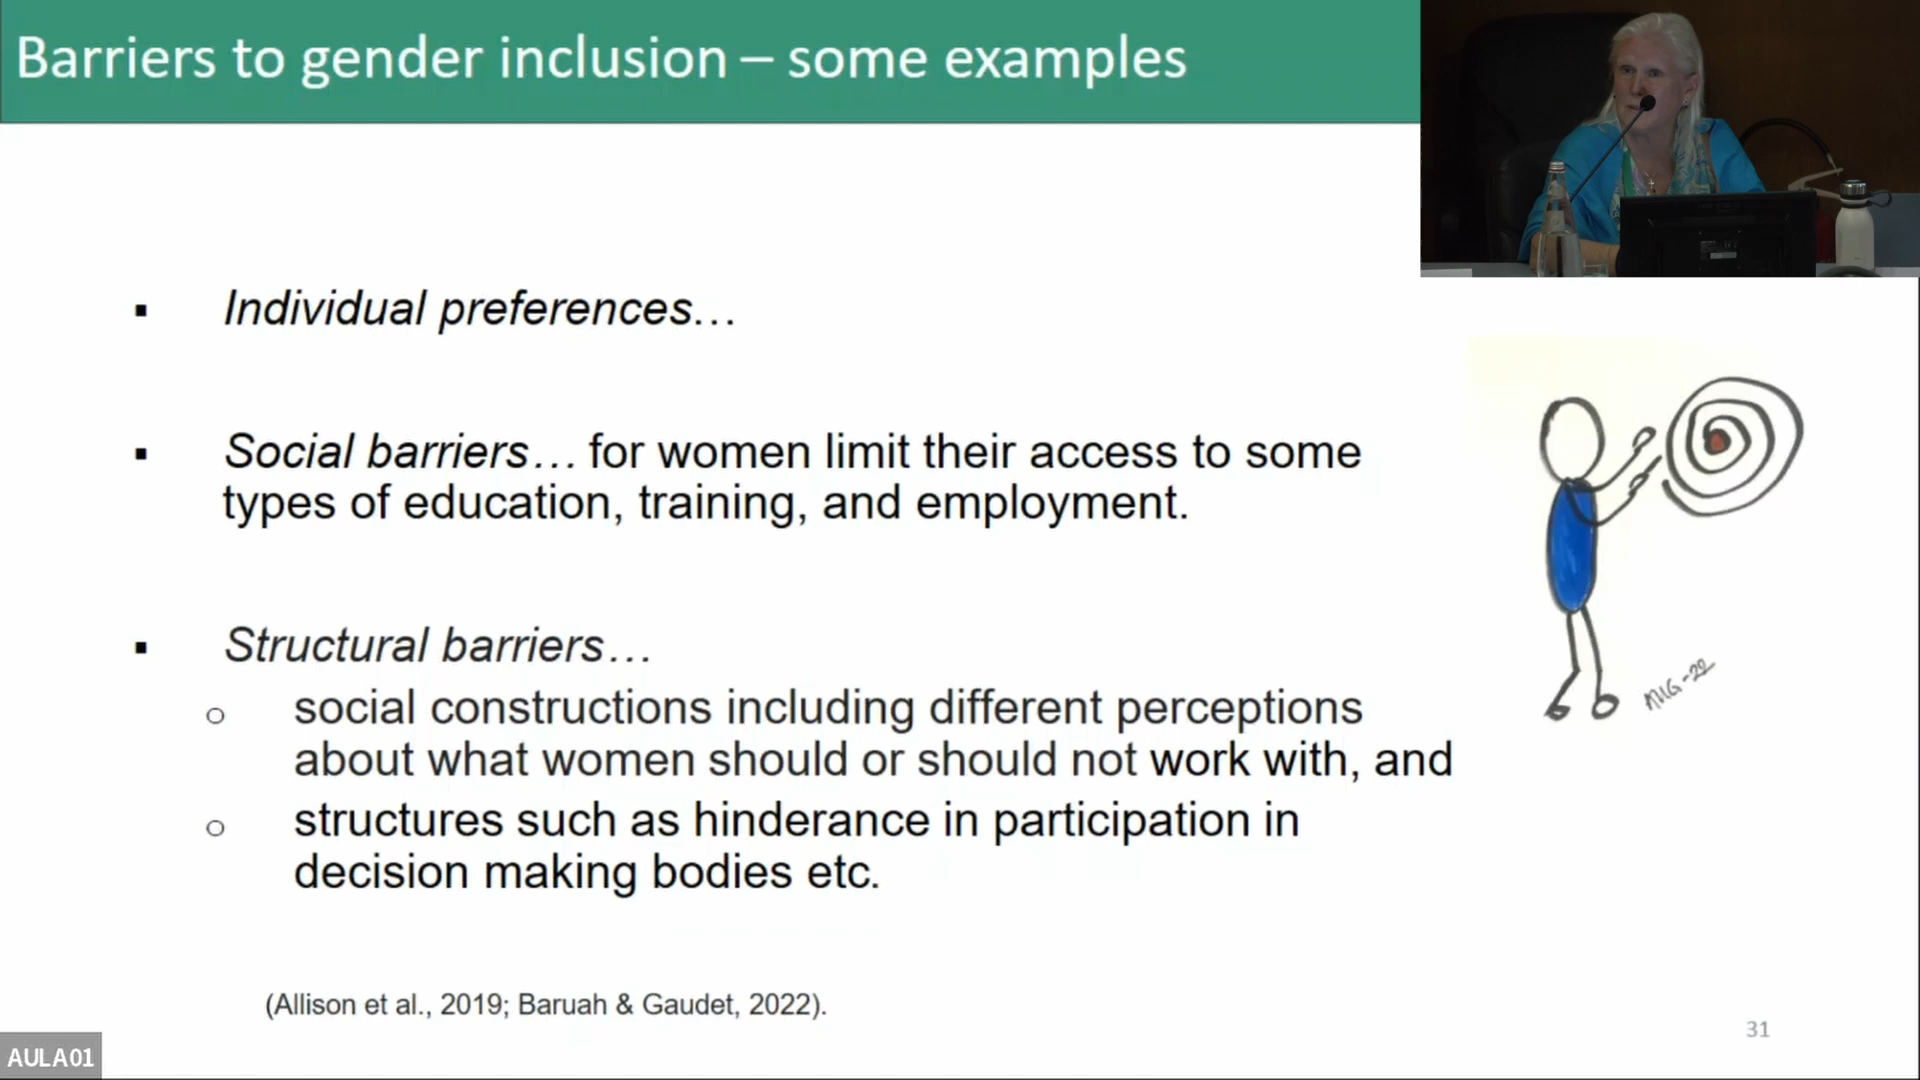 Barriers to gender inclusion – some examples
▪ Individual preferences…
▪ Social barriers… for women limit their access to some
types of education, training, and employment.
▪ Structural barriers…
o social constructions including different perceptions
about what women should or should not work with, and
o structures such as hinderance in participation in
decision making bodies etc.
(Allison et al., 2019; Baruah & Gaudet, 2022).
31
AULA01